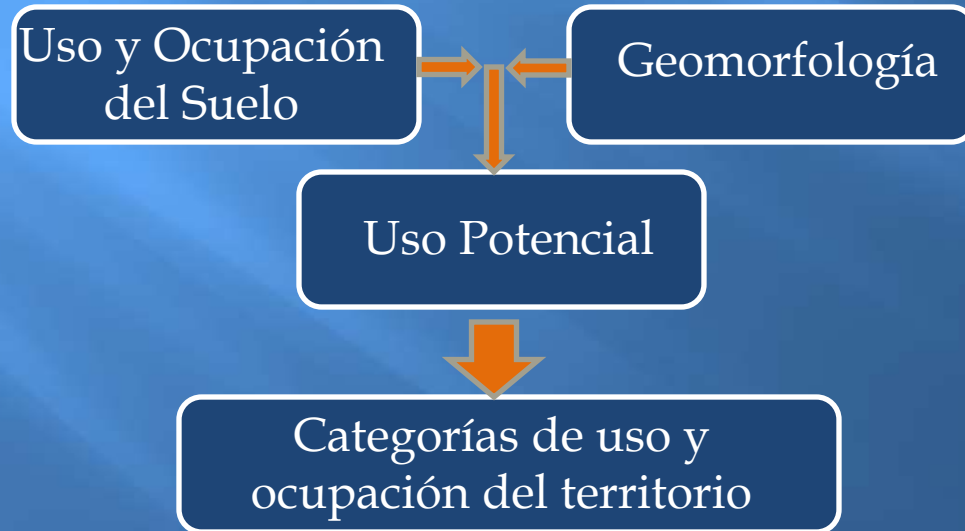 Uso y Ocupación
del Suelo
Geomorfología
Uso Potencial
Categorías de uso y
ocupación del territorio